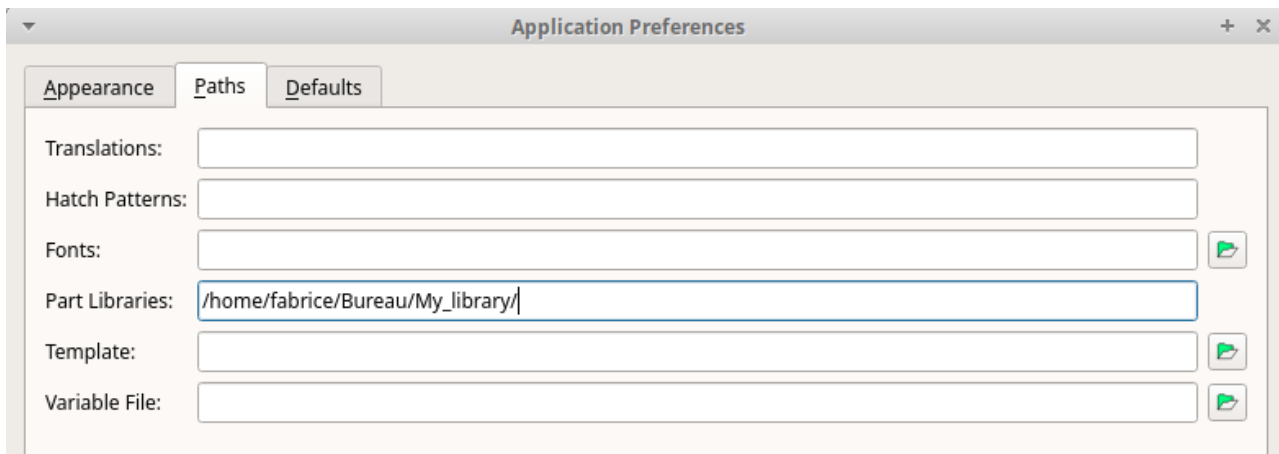 Application Preferences
Appearance Paths Defaults
Translations:
Hatch Patterns:
Fonts:
Part Libraries: /home/fabrice/Bureau/My_library/
Template:
Variable File: